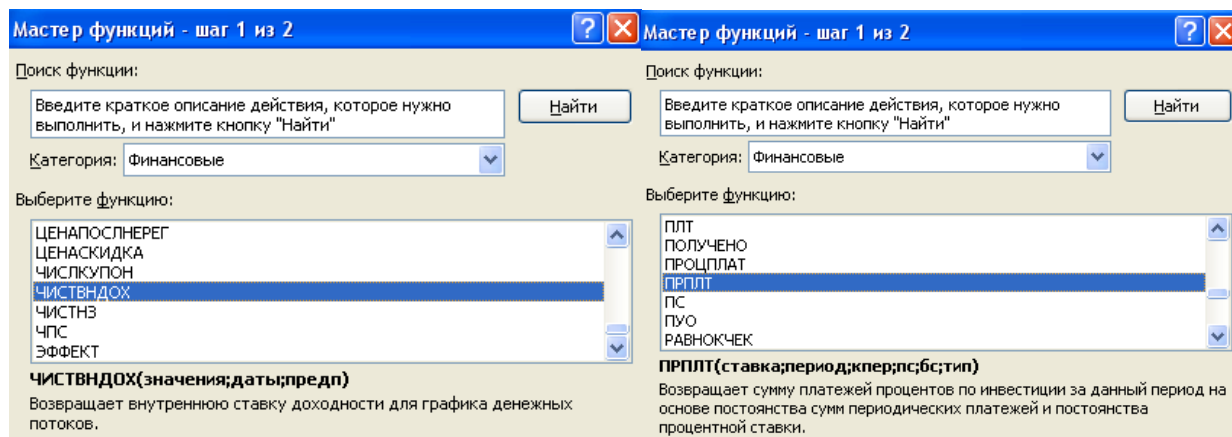 Мастер функций - шаг 1 из 2
Поиск функции:
Введите краткое описание действия, которое нужно
выполнить, и нажмите кнопку "Найти"
Найти
Категория: Финансовые
Выберите функцию:
ЦЕНАПОСЛНЕРЕГ
ЦЕНАСКИДКА
ЧИСЛКУПОН
ЧИСТВНДОХ
ЧИСТНЗ
ЧПС
ЭФФЕКТ
ЧИСТВНДОХ(значения;даты;предп)
Возвращает внутреннюю ставку доходности для графика денежных
потоков.
Мастер функций - шаг 1 из 2
Поиск функции:
Введите краткое описание действия, которое нужно
выполнить, и нажмите кнопку "Найти"
Найти
Категория: Финансовые
Выберите функцию:
ПЛТ
ПОЛУЧЕНО
ПРОЦПЛАТ
ПРПЛТ
ПС
ПУО
РАВНОКЧЕК
ПРПЛТ(ставка;период;кпер;пс;бс;тип)
Возвращает сумму платежей процентов по инвестиции за данный период на
основе постоянства сумм периодических платежей и постоянства
процентной ставки.